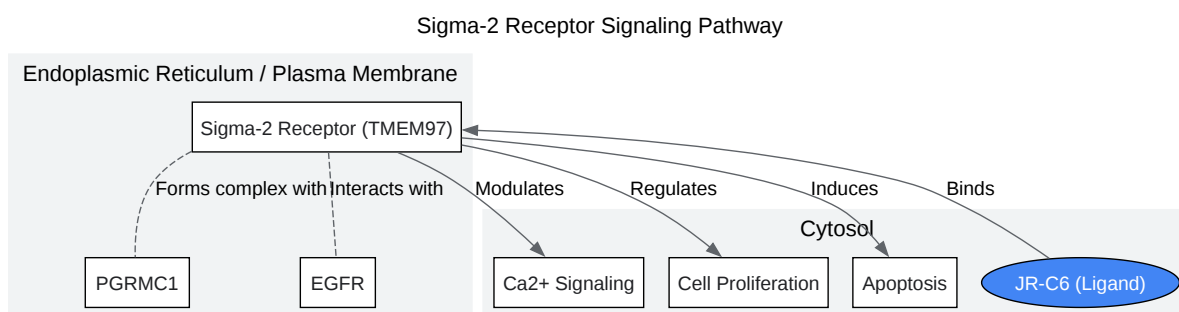 Sigma-2 Receptor Signaling Pathway
Endoplasmic Reticulum / Plasma Membrane
Sigma-2 Receptor (TMEM97)
Forms complex with
Interacts with
Modulates
Regulates
Induces
Binds
Cytosol
PGRMC1
EGFR
Ca2+ Signaling
Cell Proliferation
Apoptosis
JR-C6 (Ligand)